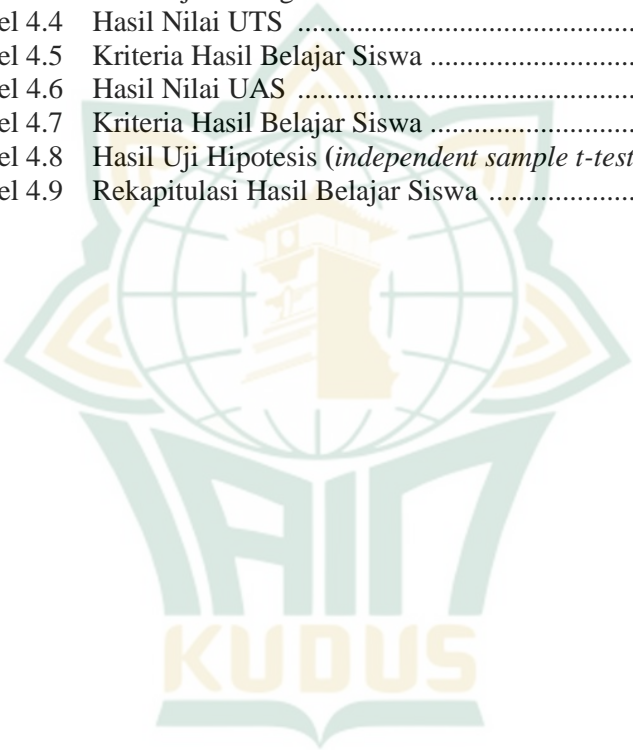 el 4.4 Hasil Nilai UTS ....................................................
el 4.5 Kriteria Hasil Belajar Siswa ...............................
el 4.6 Hasil Nilai UAS ....................................................
el 4.7 Kriteria Hasil Belajar Siswa ...............................
el 4.8 Hasil Uji Hipotesis (independent sample t-test
el 4.9 Rekapitulasi Hasil Belajar Siswa ......................
IAIN
KUDUS